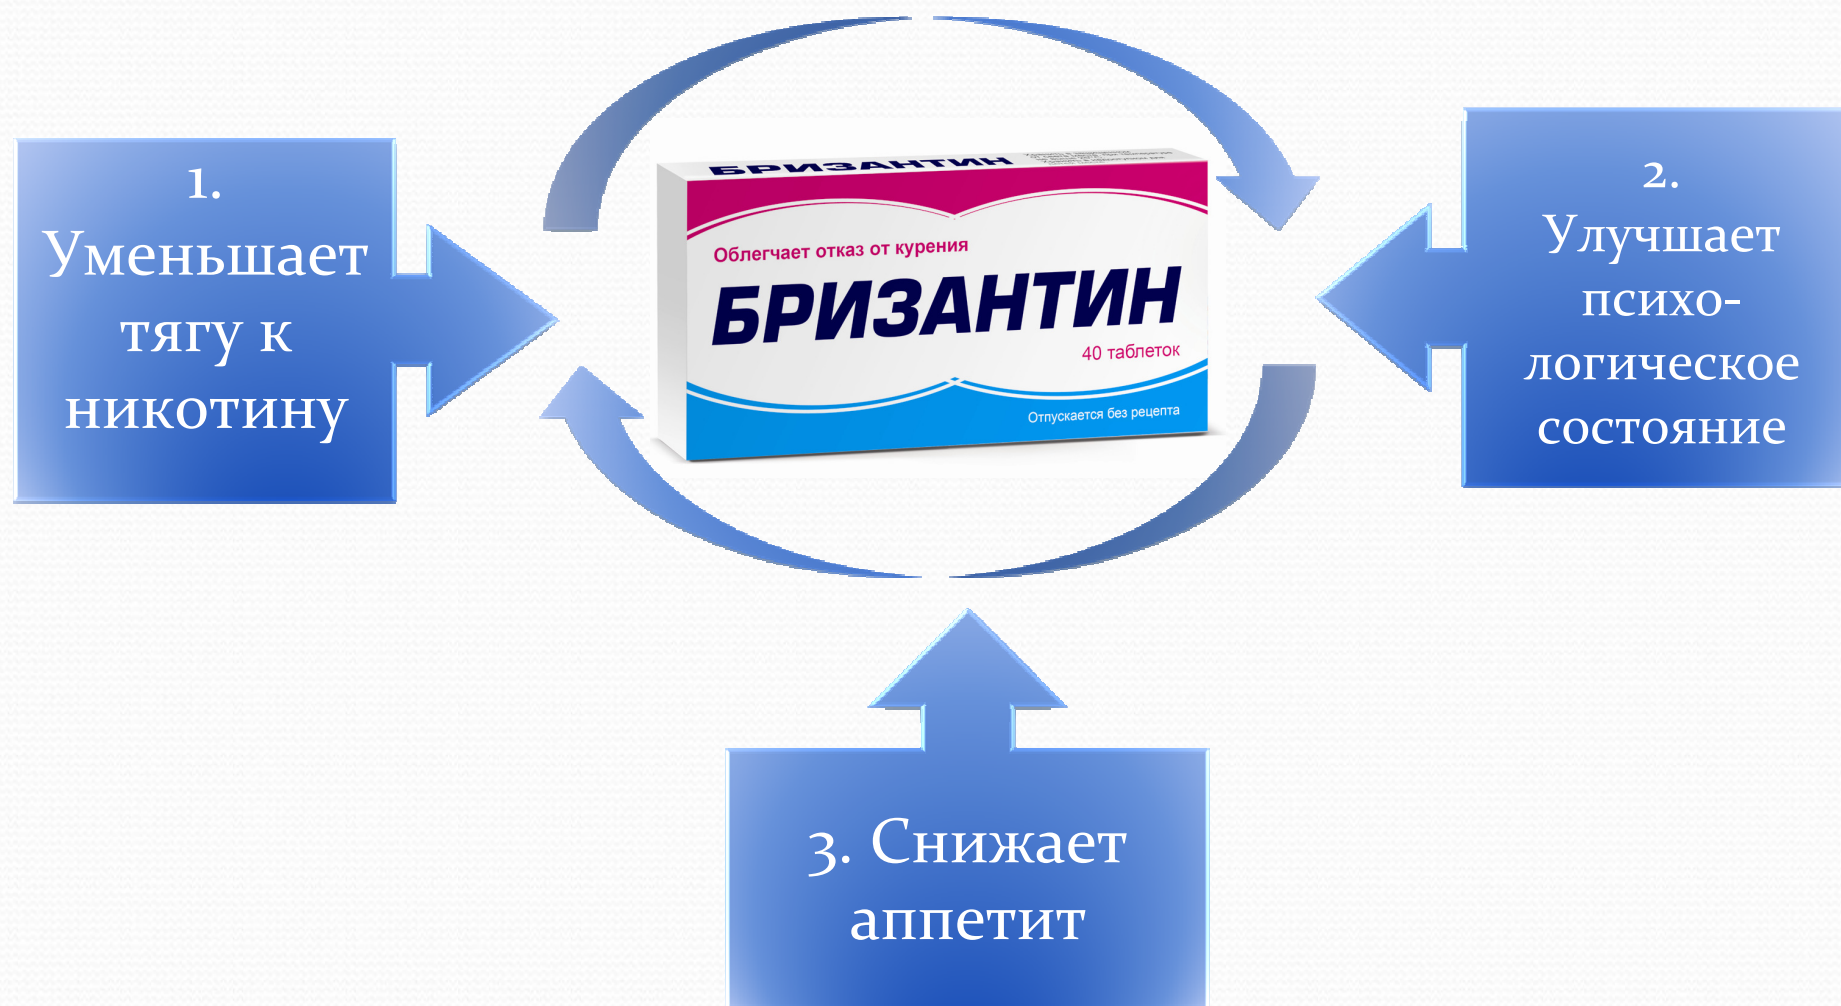 1.
Уменьшает
тягу к
никотину
БРИЗАНТИН
Облегчает отказ от курения
БРИЗАНТИН
40 таблеток
Отпускается без рецепта
2.
Улучшает
психо-
логическое
состояние
3. Снижает
аппетит